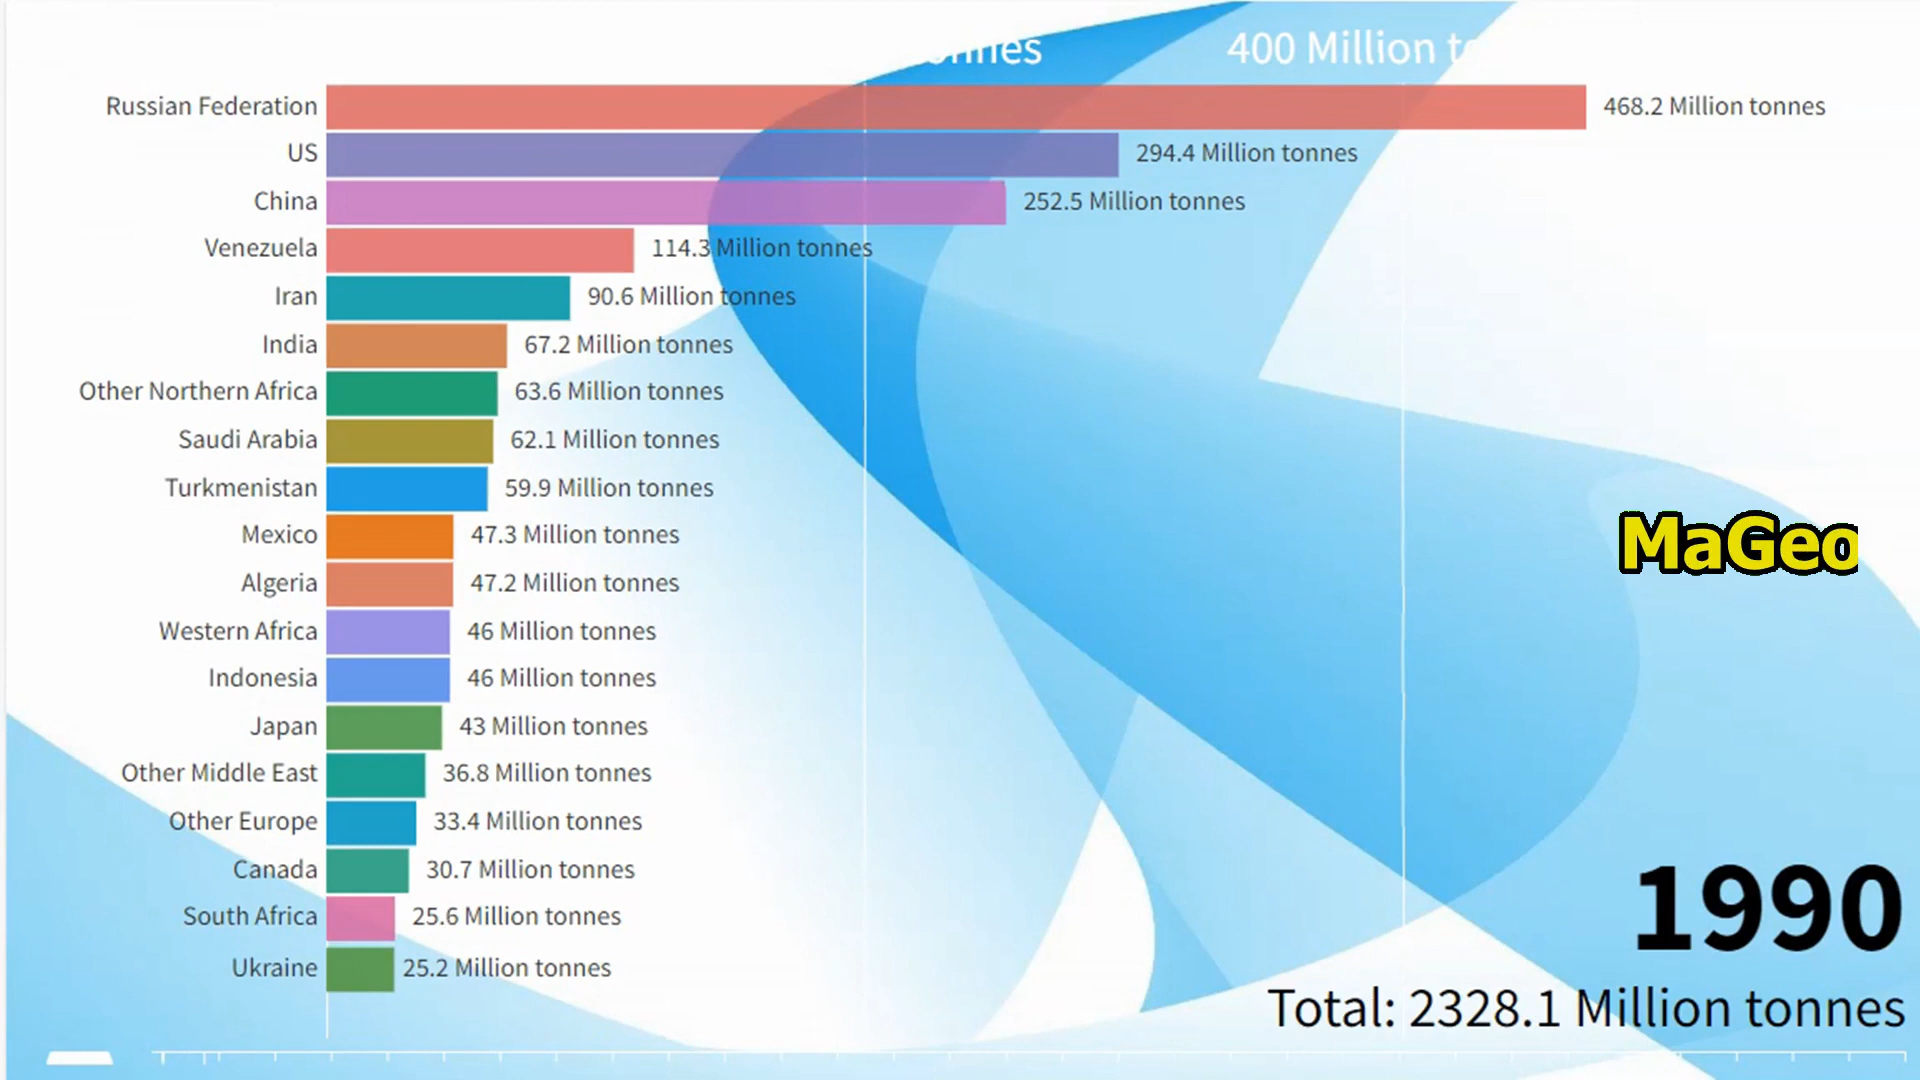 400 Million
Russian Federation 468.2 Million tonnes
US 294.4 Million tonnes
China 252.5 Million tonnes
Venezuela 114.3 Million tonnes
Iran 90.6 Million tonnes
India 67.2 Million tonnes
Other Northern Africa 63.6 Million tonnes
Saudi Arabia 62.1 Million tonnes
Turkmenistan 59.9 Million tonnes
Mexico 47.3 Million tonnes
MaGeo
Algeria 47.2 Million tonnes
Western Africa 46 Million tonnes
Indonesia 46 Million tonnes
Japan 43 Million tonnes
Other Middle East 36.8 Million tonnes
Other Europe 33.4 Million tonnes
Canada 30.7 Million tonnes
South Africa 25.6 Million tonnes
Ukraine 25.2 Million tonnes
1990
Total: 2328.1 Million tonnes